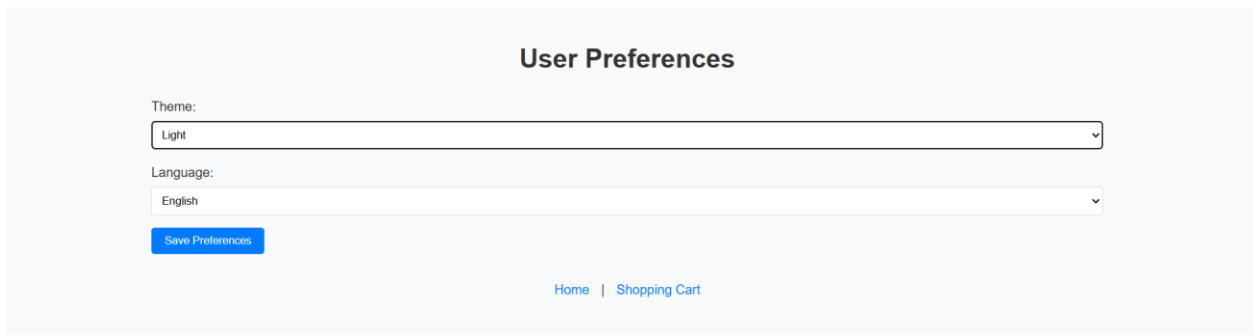 User Preferences
Theme:
Light
Language:
English
Save Preferences
Home | Shopping Cart